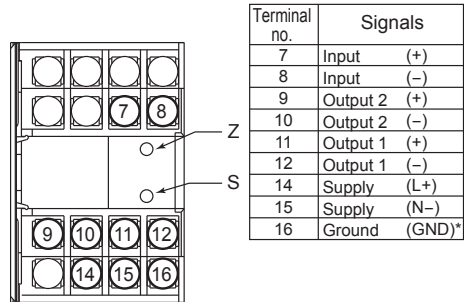 7 8
Z
S
9 10 11 12
14 15 16
Terminal no. Signals
7 Input (+)
8 Input (−)
9 Output 2 (+)
10 Output 2 (−)
11 Output 1 (+)
12 Output 1 (−)
14 Supply (L+)
15 Supply (N−)
16 Ground (GND)*